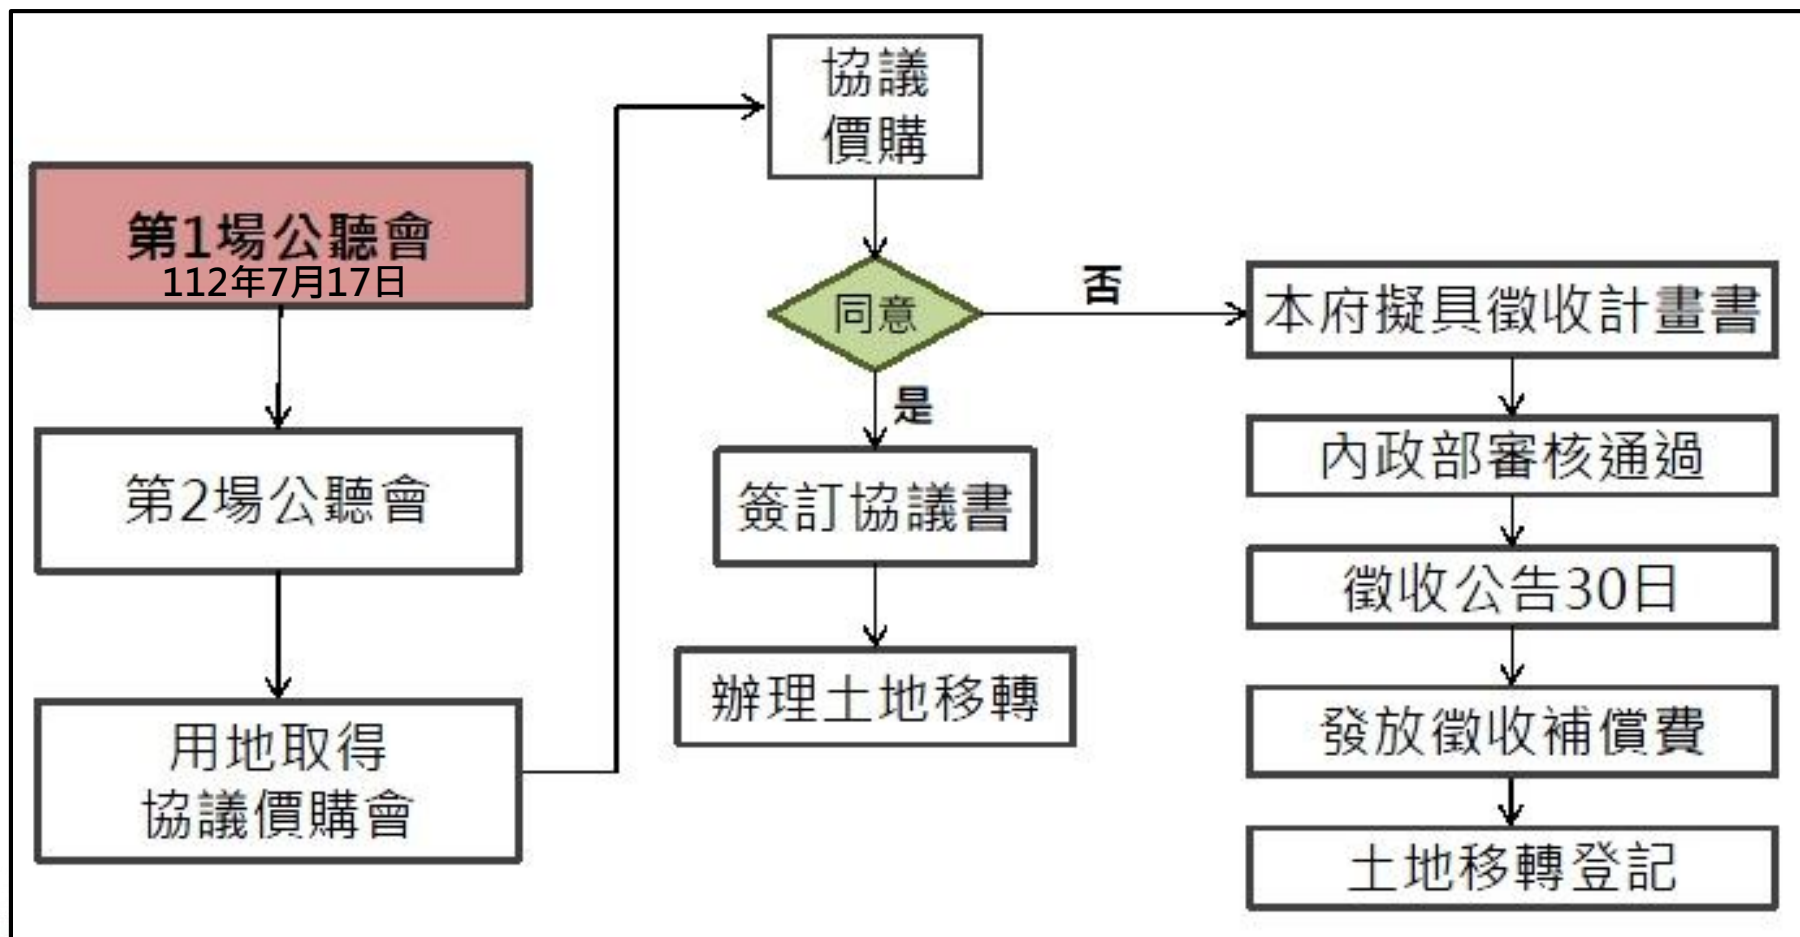 第1場公聽會
112年7月17日
第2場公聽會
用地取得
協議價購會
協議
價購
同意
否
是
簽訂協議書
辦理土地移轉
本府擬具徵收計畫書
內政部審核通過
徵收公告30日
發放徵收補償費
土地移轉登記